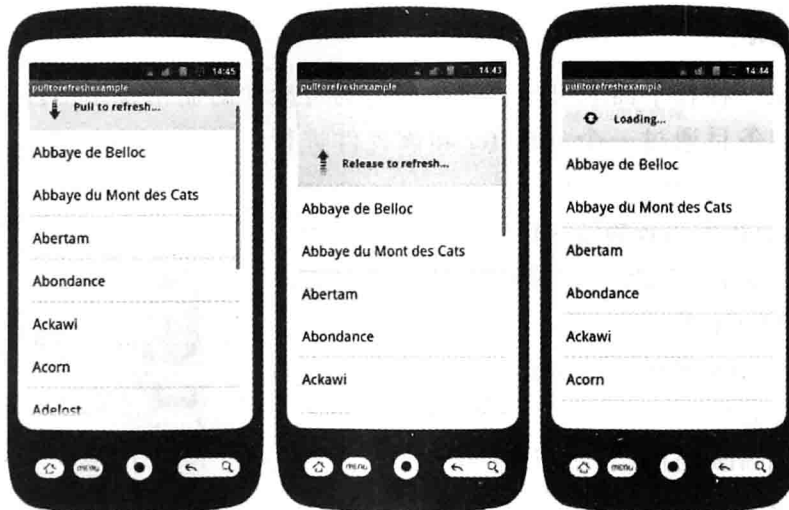 14:45
pulltorefreshexample
Pull to refresh...
Abbaye de Belloc
Abbaye du Mont des Cats
Abertam
Abondance
Ackawi
Acorn
Adelost
MENU
14:43
pulltorefreshexample
Release to refresh...
Abbaye de Belloc
Abbaye du Mont des Cats
Abertam
Abondance
Ackawi
MENU
14:44
pulltorefreshexample
Loading...
Abbaye de Belloc
Abbaye du Mont des Cats
Abertam
Abondance
Ackawi
Acorn
MENU